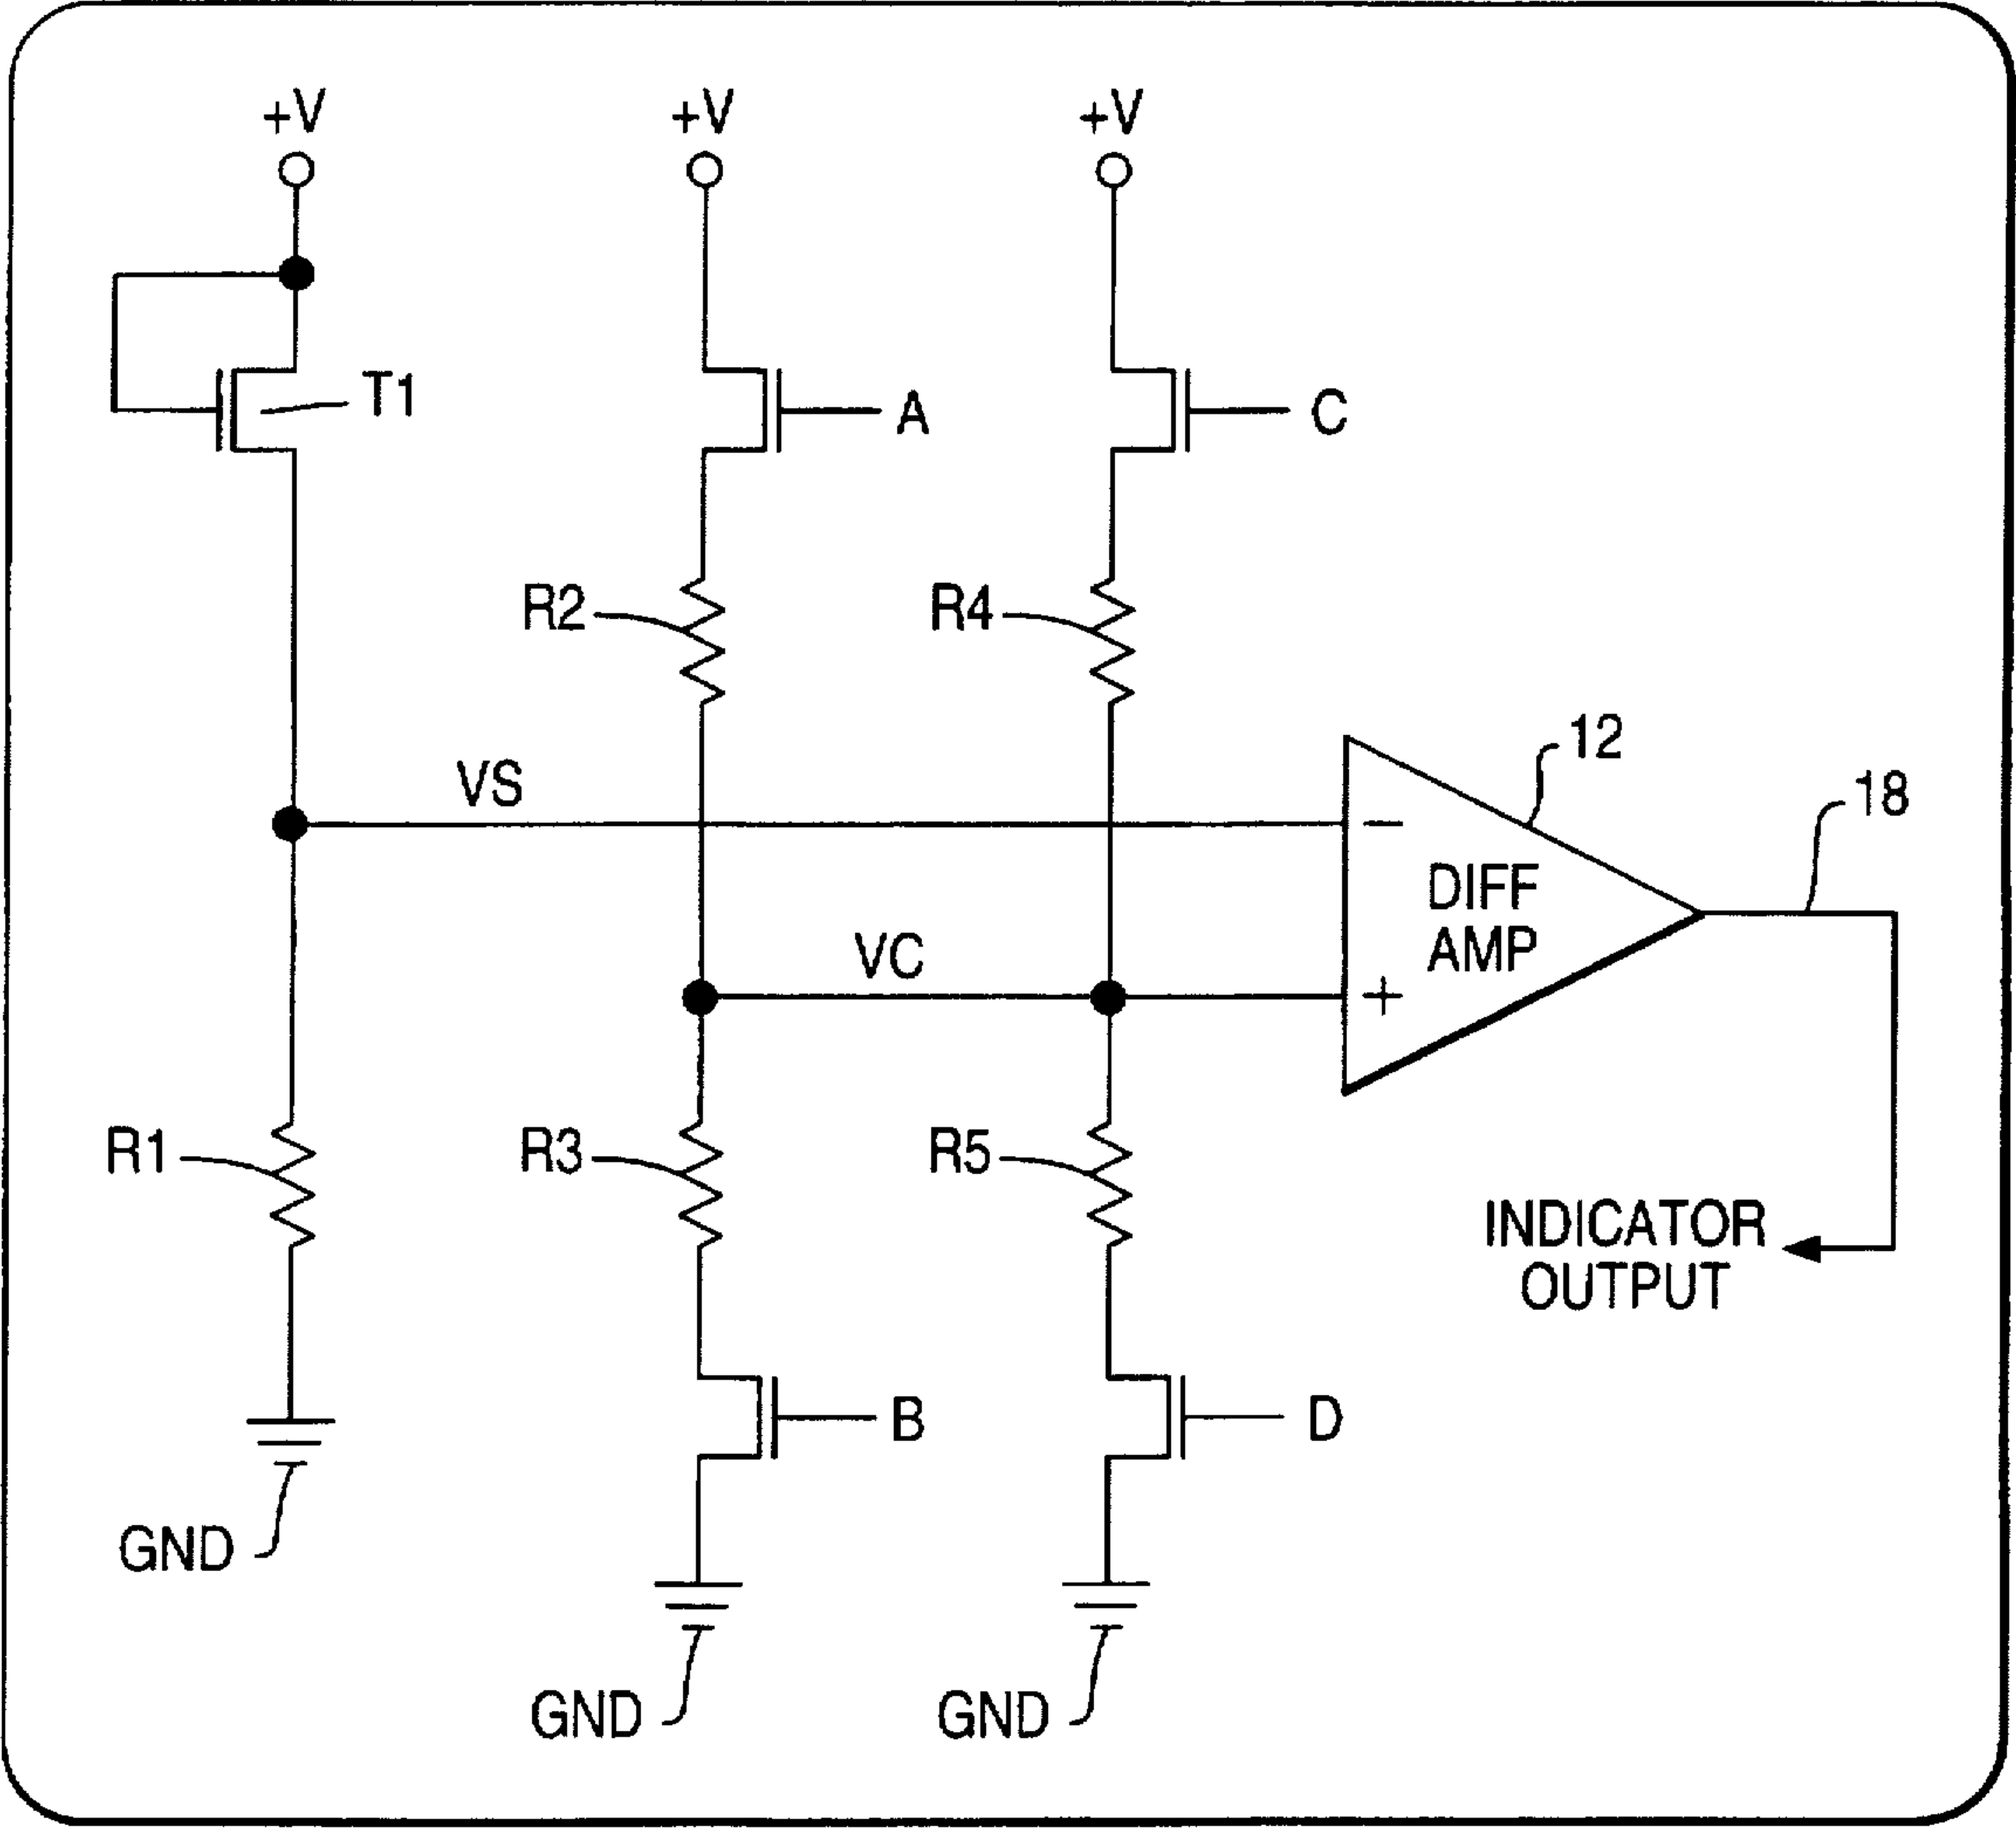 +V
+V
+V
T1
A
C
R2
R4
12
VS
18
DIFF
AMP
-
VC
+
R1
R3
R5
INDICATOR
OUTPUT
B
D
GND
GND
GND